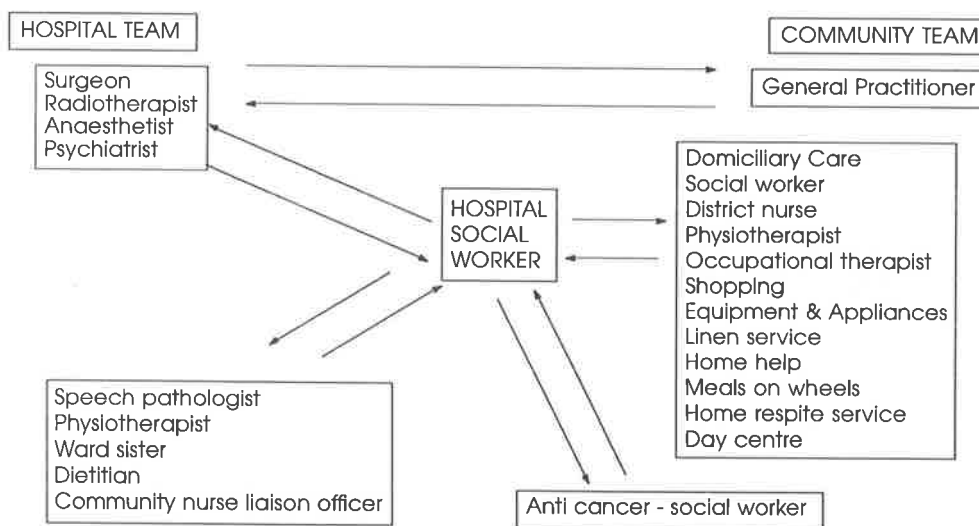 HOSPITAL TEAM
COMMUNITY TEAM
Surgeon
Radiotherapist
Anaesthetist
Psychiatrist
General Practitioner
HOSPITAL
SOCIAL
WORKER
Domiciliary Care
Social worker
District nurse
Physiotherapist
Occupational therapist
Shopping
Equipment & Appliances
Linen service
Home help
Meals on wheels
Home respite service
Day centre
Speech pathologist
Physiotherapist
Ward sister
Dietitian
Community nurse liaison officer
Anti cancer - social worker